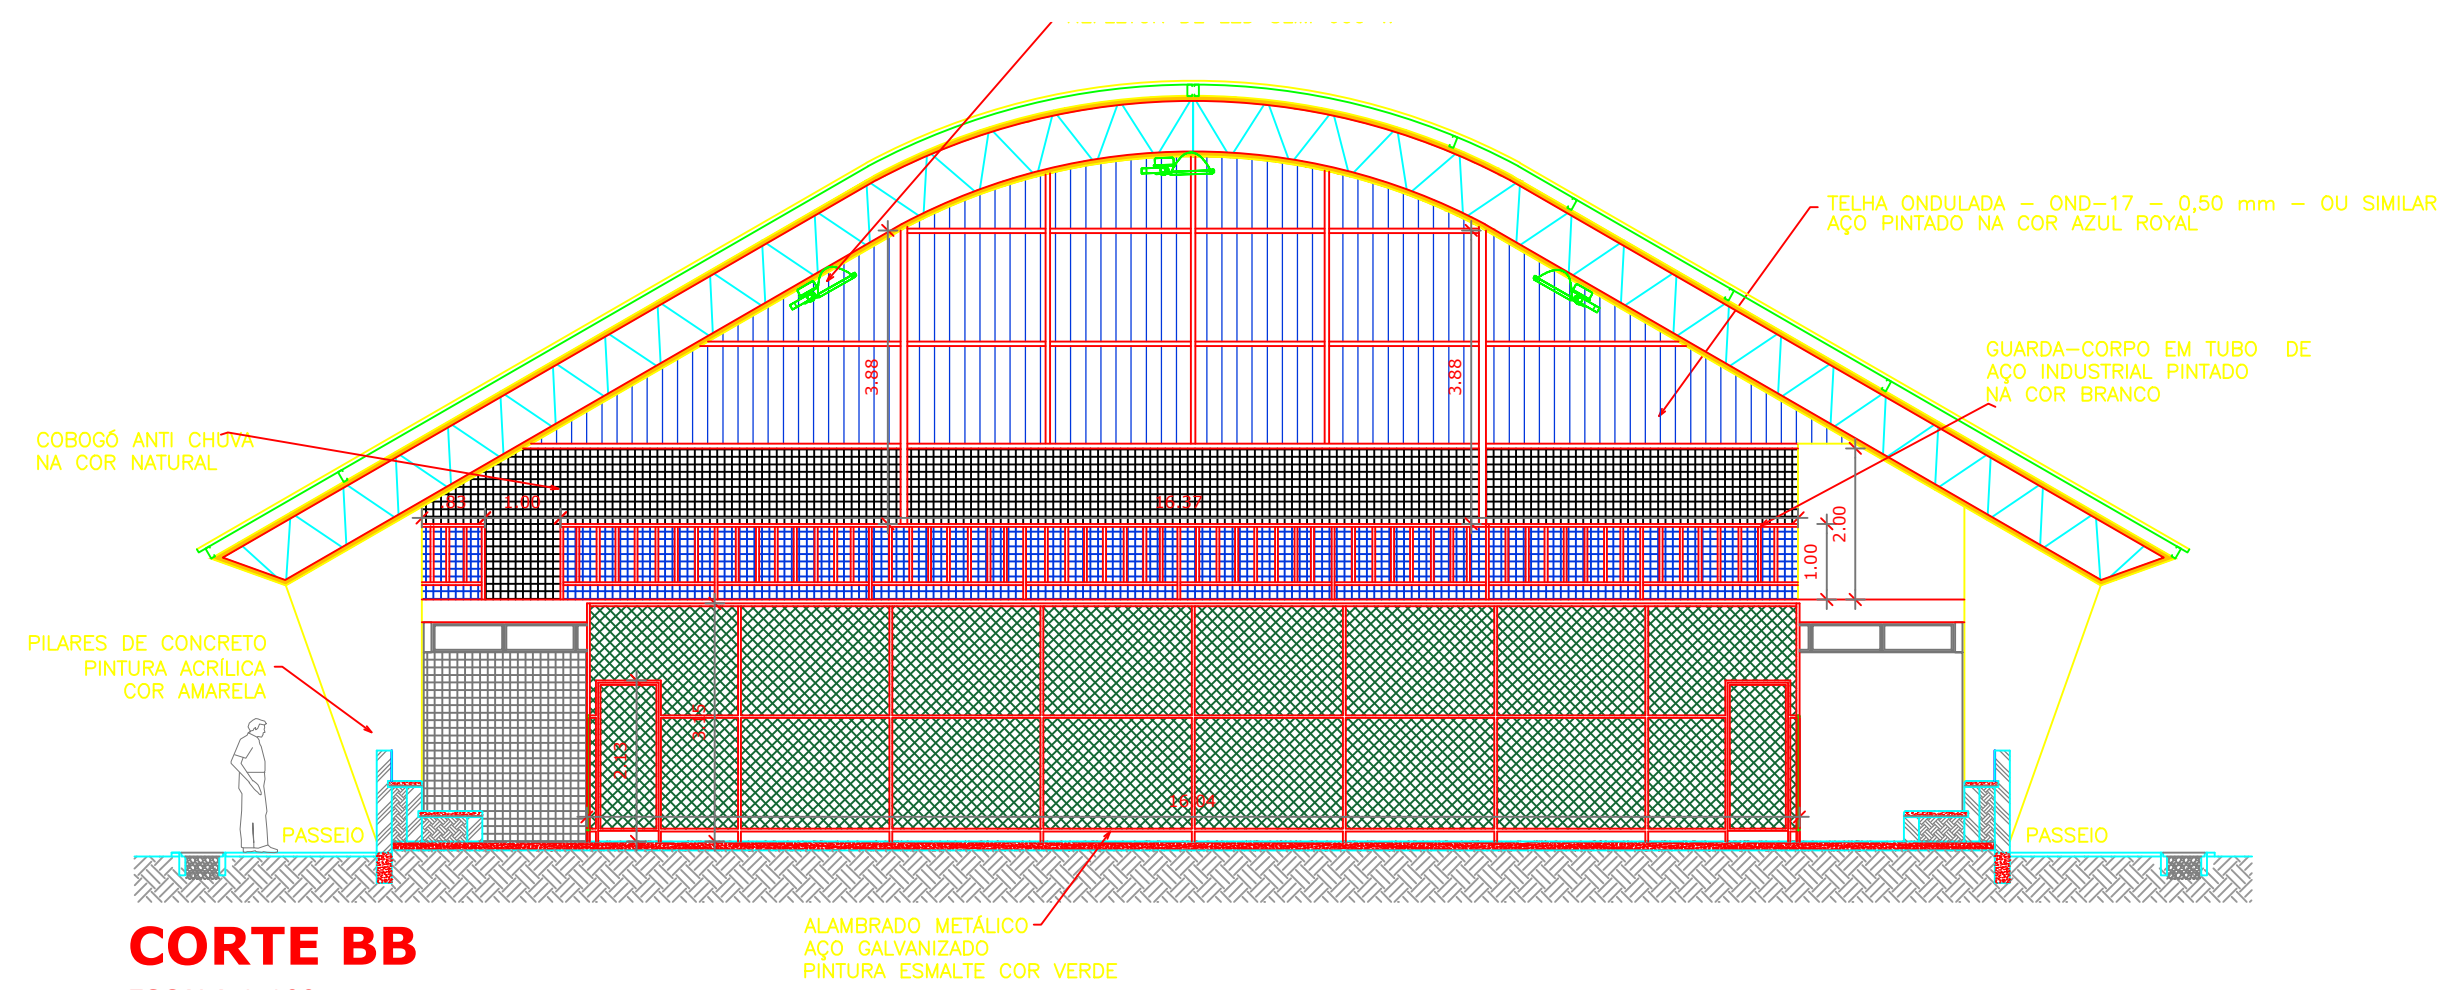 TELHA ONDULADA - OND-17 - 0,50 mm - OU SIMILAR
AÇO PINTADO NA COR AZUL ROYAL
GUARDA-CORPO EM TUBO DE
AÇO INDUSTRIAL PINTADO
NA COR BRANCO
3.88
3.88
COBOGÓ ANTI CHUVA
NA COR NATURAL
.83
1.00
16.37
2.00
1.00
PILARES DE CONCRETO
PINTURA ACRÍLICA
COR AMARELA
3.15
2.13
16.04
PASSEIO
PASSEIO
ALAMBRADO METÁLICO
AÇO GALVANIZADO
PINTURA ESMALTE COR VERDE
CORTE BB